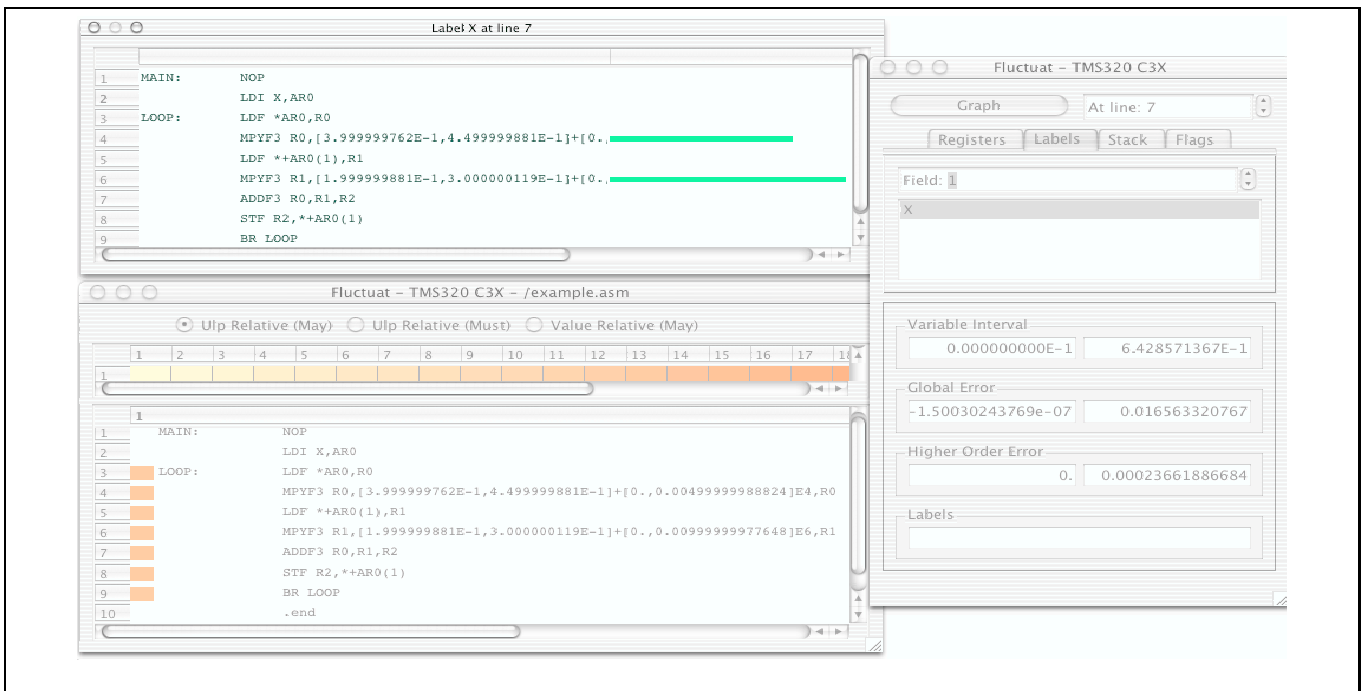 Label X at line 7
1 MAIN: NOP
2 LDI X,AR0
3 LOOP: LDF *AR0,R0
4 MPYF3 R0,[3.999999762E-1,4.499999881E-1]+[0.,
5 LDF *+AR0(1),R1
6 MPYF3 R1,[1.999999881E-1,3.000000119E-1]+[0.,
7 ADDF3 R0,R1,R2
8 STF R2,*+AR0(1)
9 BR LOOP
Fluctuat - TMS320 C3X - /example.asm
Ulp Relative (May) Ulp Relative (Must) Value Relative (May)
1 2 3 4 5 6 7 8 9 10 11 12 13 14 15 16 17 18
1
1
1 MAIN: NOP
2 LDI X,AR0
3 LOOP: LDF *AR0,R0
4 MPYF3 R0,[3.999999762E-1,4.499999881E-1]+[0.,0.00499999988824]E4,R0
5 LDF *+AR0(1),R1
6 MPYF3 R1,[1.999999881E-1,3.000000119E-1]+[0.,0.00999999977648]E6,R1
7 ADDF3 R0,R1,R2
8 STF R2,*+AR0(1)
9 BR LOOP
10 .end
Fluctuat - TMS320 C3X
Graph At line: 7
Registers Labels Stack Flags
Field: 1
X
Variable Interval
0.000000000E-1 6.428571367E-1
Global Error
-1.50030243769e-07 0.016563320767
Higher Order Error
0. 0.00023661886684
Labels